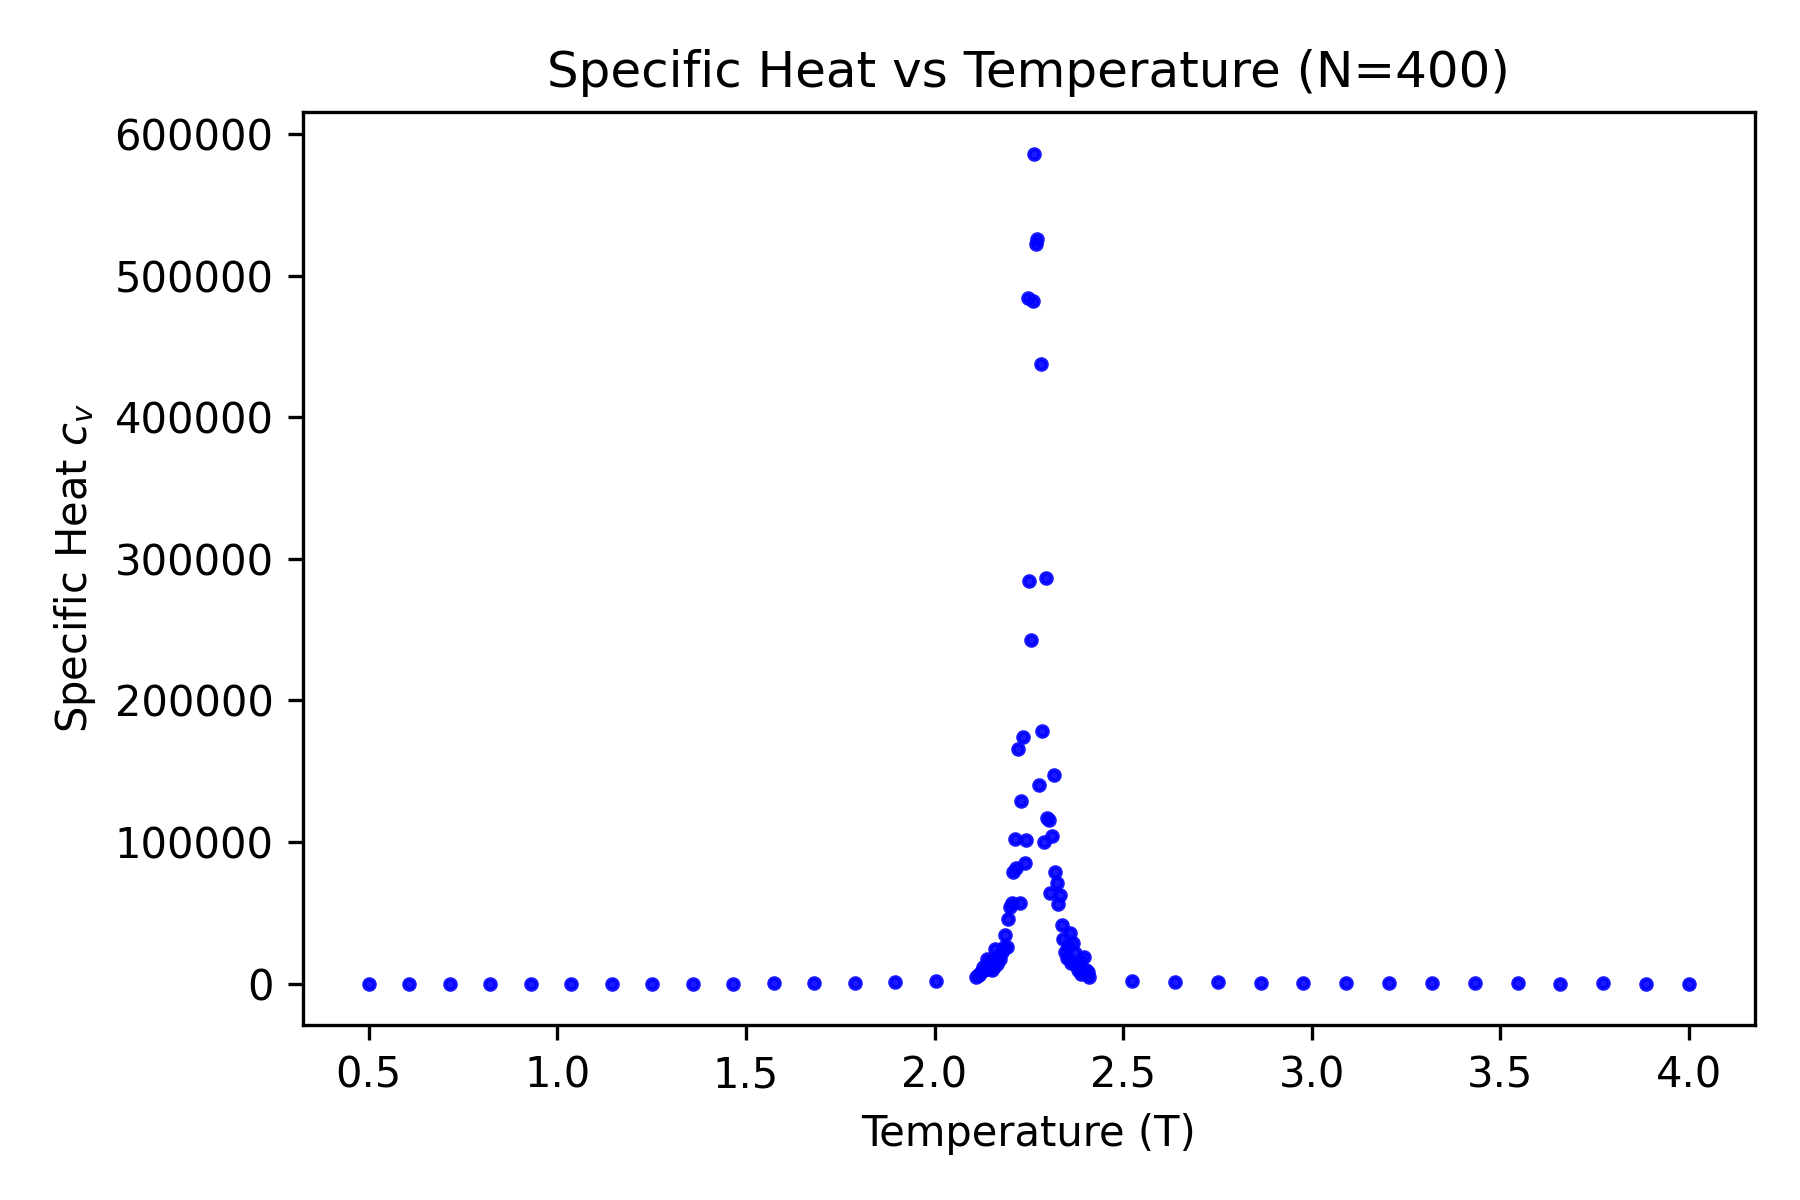 Specific Heat vs Temperature (N=400)
600000
500000
400000
300000
200000
100000
0
Specific Heat cᵥ
0.5 1.0 1.5 2.0 2.5 3.0 3.5 4.0
Temperature (T)